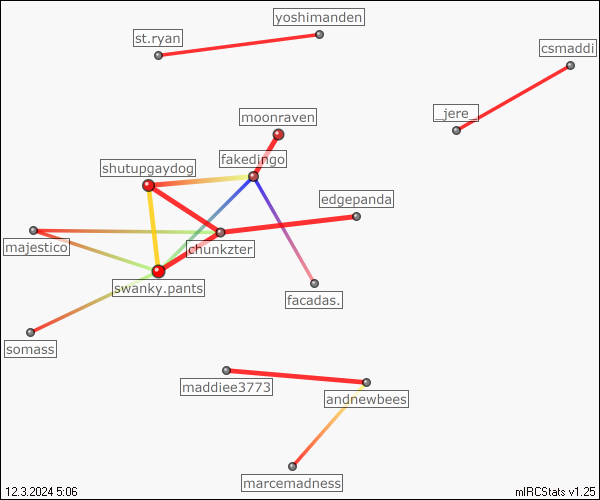 yoshimanden
st.ryan
csmaddi
_jere_
moonraven
fakedingo
shutupgaydog
edgepanda
majestico
chunkzter
swanky.pants
facadas.
somass
maddiee3773
andnewbees
marcemadness
12.3.2024 5:06
mIRCStats v1.25